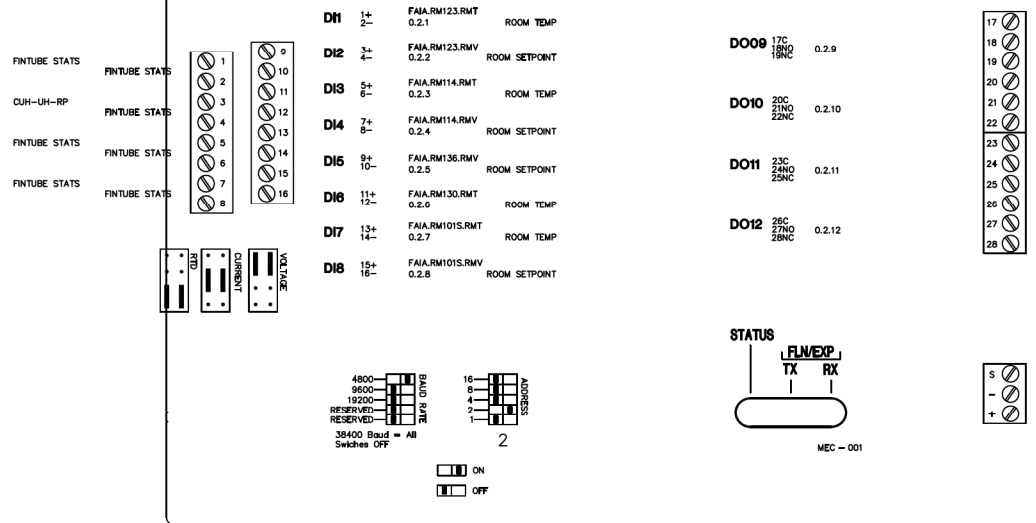 FINTUBE STATS
FINTUBE STATS
CUH-UH-RP
FINTUBE STATS
FINTUBE STATS
FINTUBE STATS
FINTUBE STATS
FINTUBE STATS
1
2
3
4
5
6
7
8
9
10
11
12
13
14
15
16
RTD
CURRENT
VOLTAGE
DI1 1+ FAIA.RM123.RMT
2- 0.2.1 ROOM TEMP
DI2 3+ FAIA.RM123.RMV
4- 0.2.2 ROOM SETPOINT
DI3 5+ FAIA.RM114.RMT
6- 0.2.3 ROOM TEMP
DI4 7+ FAIA.RM114.RMV
8- 0.2.4 ROOM SETPOINT
DI5 9+ FAIA.RM136.RMV
10- 0.2.5 ROOM SETPOINT
DI6 11+ FAIA.RM130.RMT
12- 0.2.6 ROOM TEMP
DI7 13+ FAIA.RM101S.RMT
14- 0.2.7 ROOM TEMP
DI8 15+ FAIA.RM101S.RMV
16- 0.2.8 ROOM SETPOINT
DO09 17C
18NO 0.2.9
19NC
DO10 20C
21NO 0.2.10
22NC
DO11 23C
24NO 0.2.11
25NC
DO12 26C
27NO 0.2.12
28NC
17
18
19
20
21
22
23
24
25
26
27
28
4800
9600
19200
RESERVED
RESERVED
BAUD RATE
38400 Baud = All
Swiches OFF
16
8
4
2
1
ADDRESS
2
ON
OFF
STATUS
FLN/EXP
TX RX
MEC - 001
S
-
+